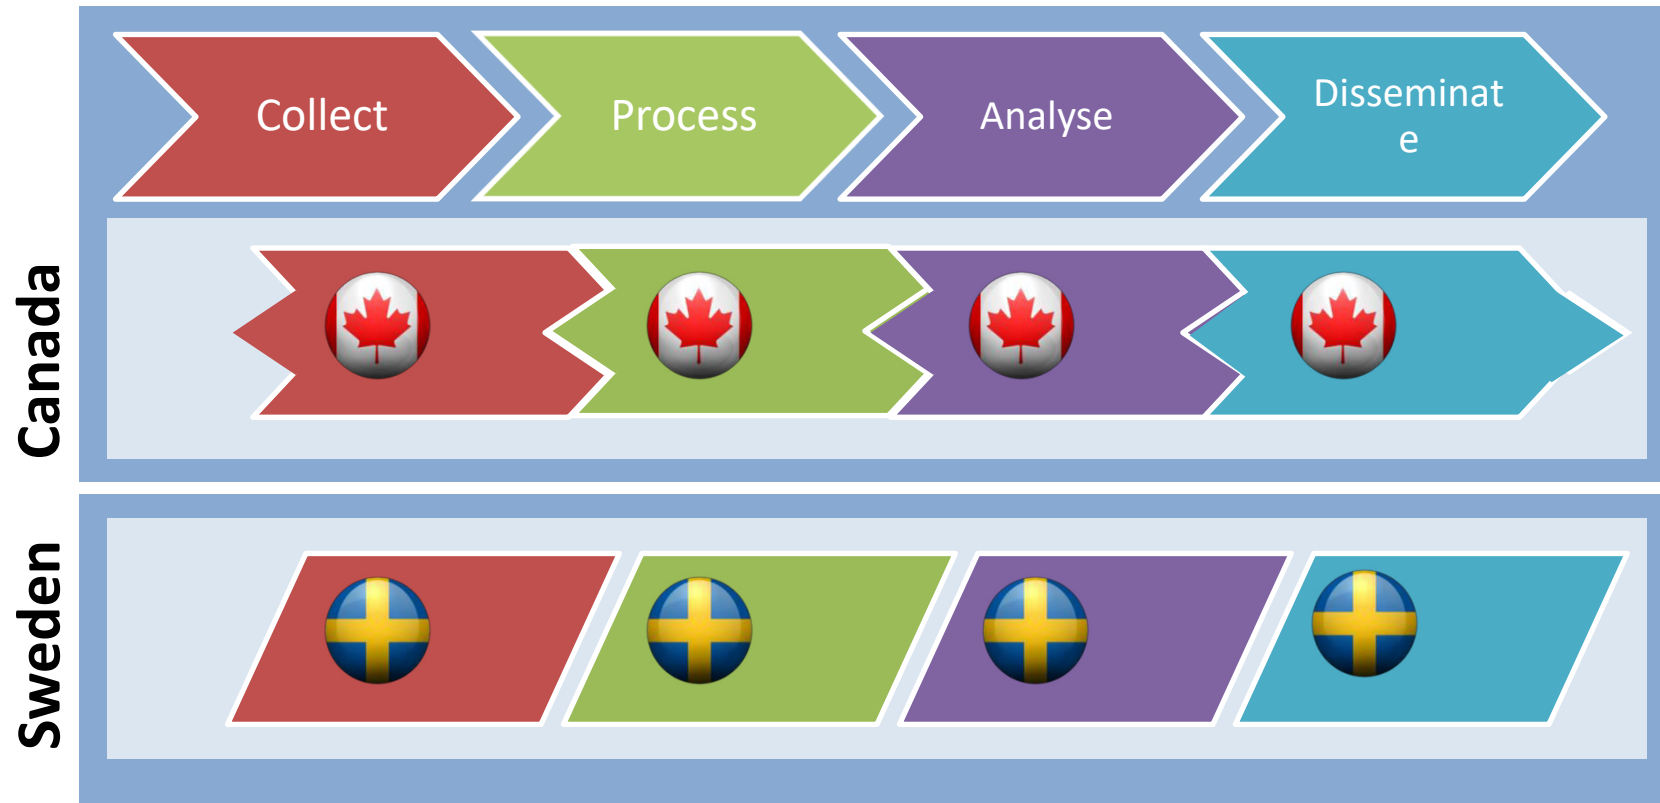 Collect
Process
Analyse
Disseminat
e
Canada
Sweden